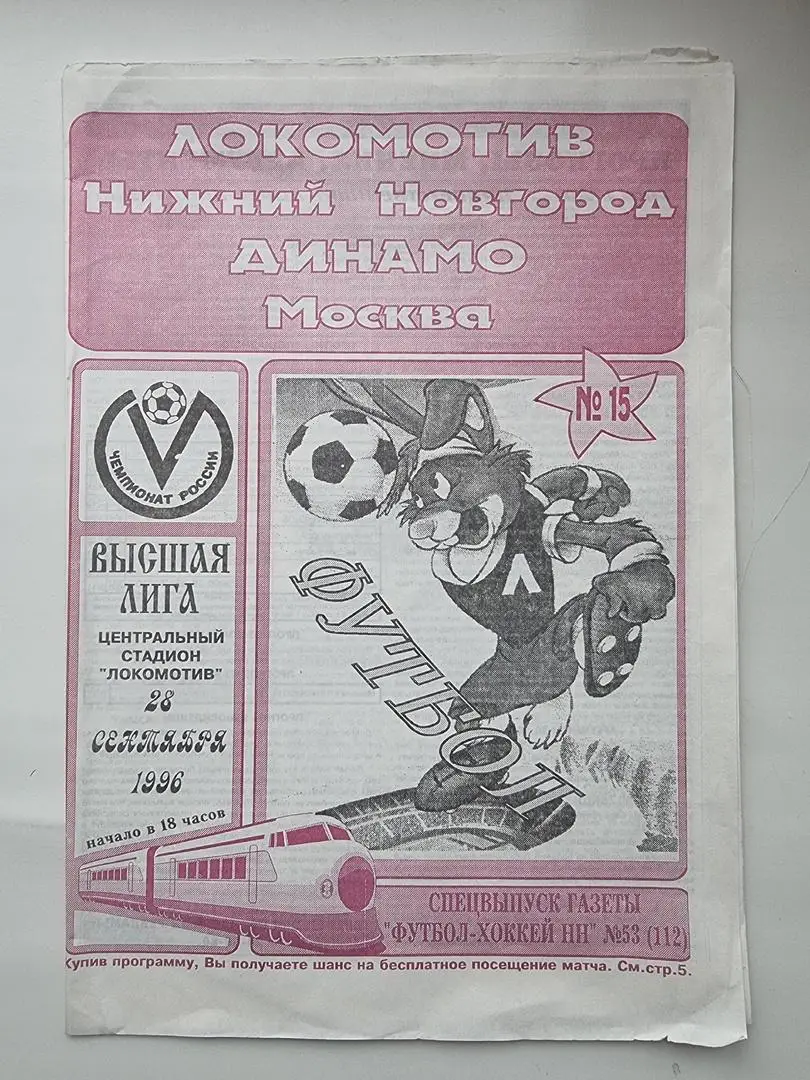 ЛОКОМОТИВ
Нижний Новгород
ДИНАМО
Москва
№ 15
ЧЕМПИОНАТ РОССИИ
ВЫСШАЯ
ЛИГА
ЦЕНТРАЛЬНЫЙ
СТАДИОН
"ЛОКОМОТИВ"
28
СЕНТЯБРЯ
1996
начало в 18 часов
Л
ФУТБОЛ
СПЕЦВЫПУСК ГАЗЕТЫ
"ФУТБОЛ-ХОККЕЙ НН" №53 (112)
Купив программу, Вы получаете шанс на бесплатное посещение матча. См.стр.5.